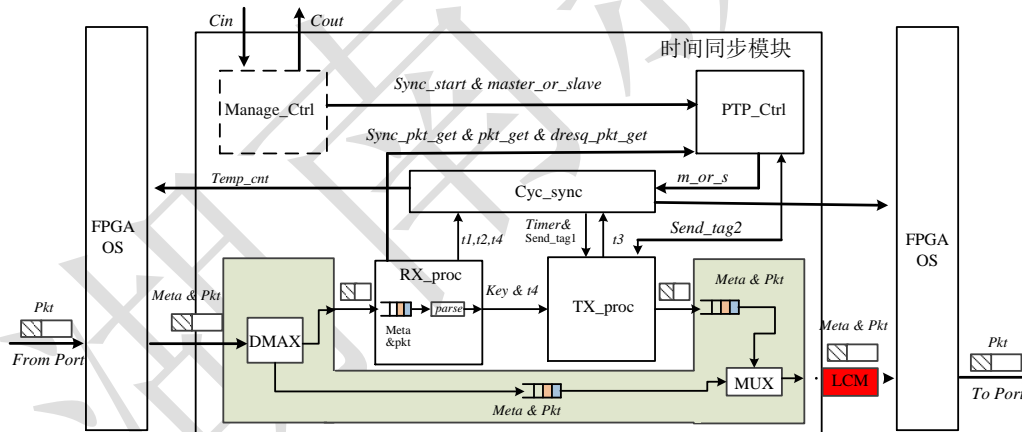 Cin
Cout
时间同步模块
Manage_Ctrl
Sync_start & master_or_slave
PTP_Ctrl
Sync_pkt_get & pkt_get & dresq_pkt_get
Temp_cnt
Cyc_sync
m_or_s
FPGA
OS
t1,t2,t4
Timer&
Send_tag1
t3
Send_tag2
FPGA
OS
RX_proc
Meta & Pkt
Pkt
Meta & Pkt
parse
Key & t4
TX_proc
Meta
&pkt
Meta & Pkt
Pkt
From Port
DMAX
MUX
LCM
To Port
Meta & Pkt